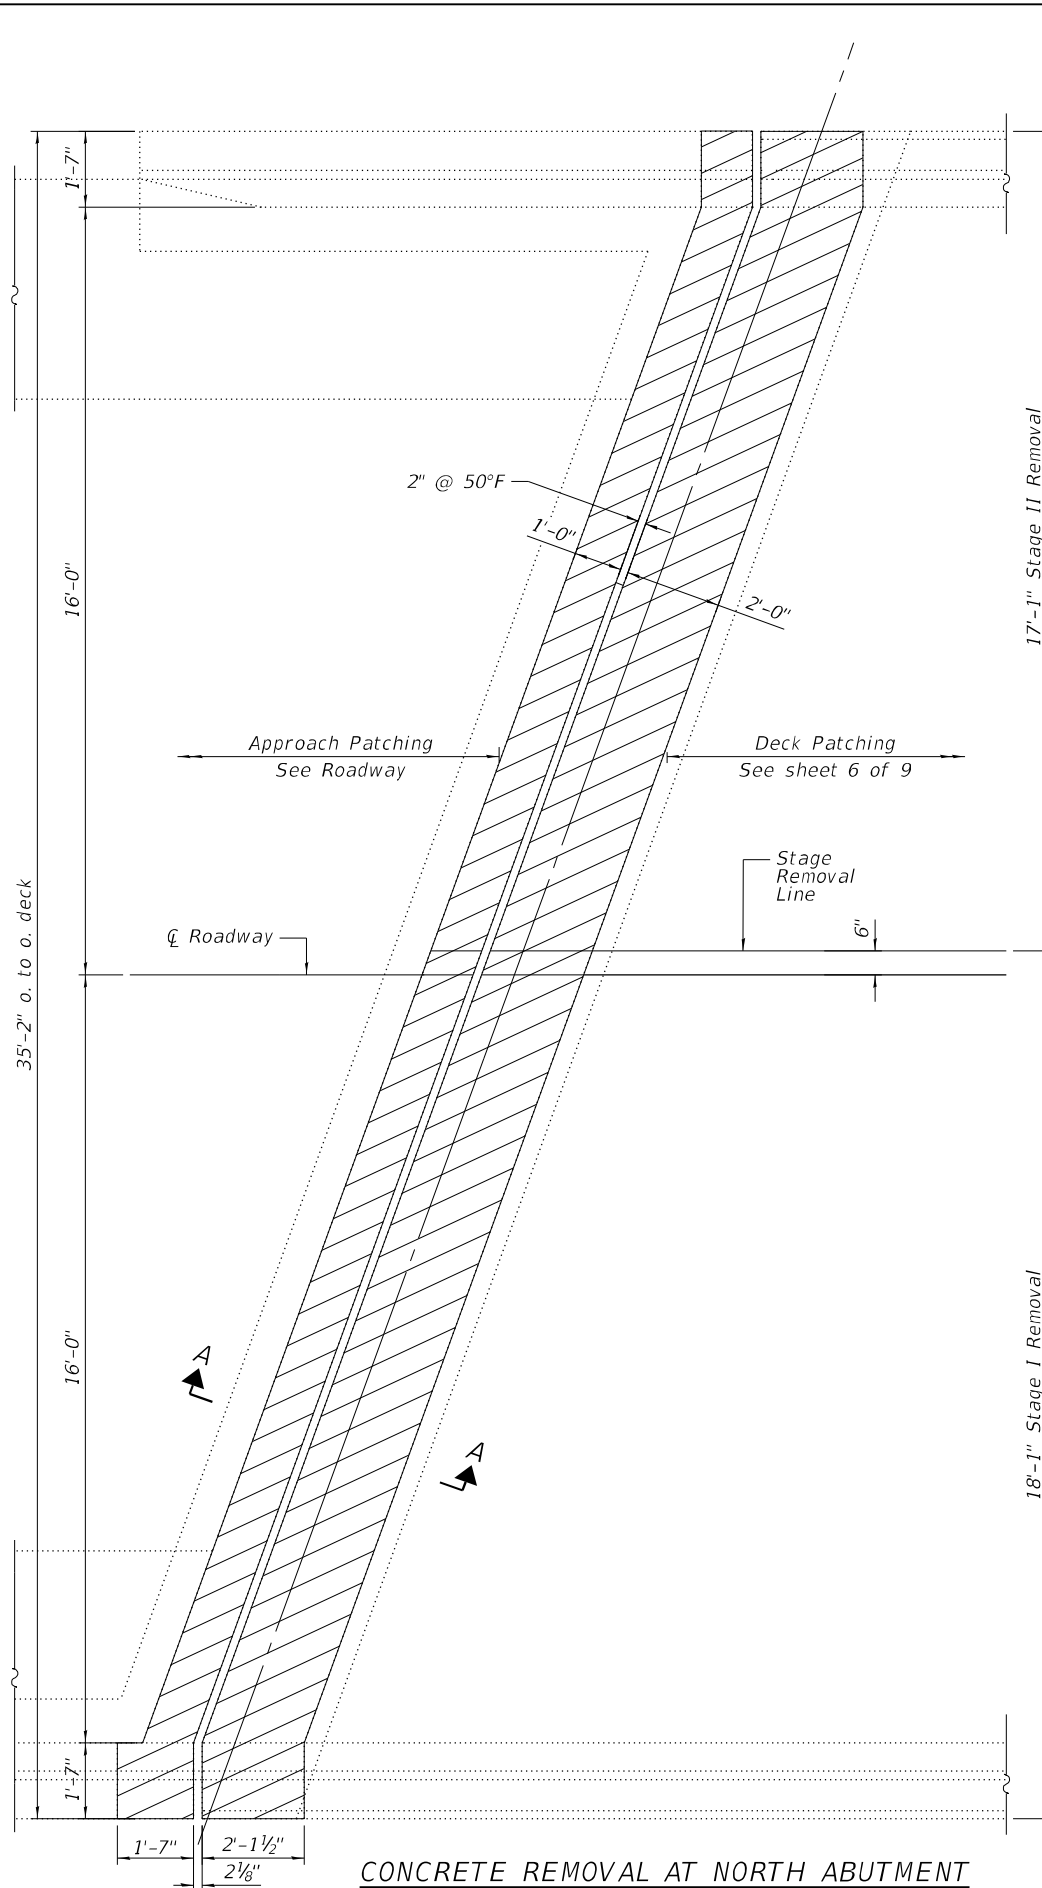 1'-7"
2" @ 50°F
1'-0"
2'-0"
16'-0"
17'-1" Stage II Removal
Approach Patching
See Roadway
Deck Patching
See sheet 6 of 9
Stage
Removal
Line
6"
℄ Roadway
35'-2" o. to o. deck
16'-0"
A
A
18'-1" Stage I Removal
1'-7"
1'-7"
2'-1½"
2⅛"
CONCRETE REMOVAL AT NORTH ABUTMENT